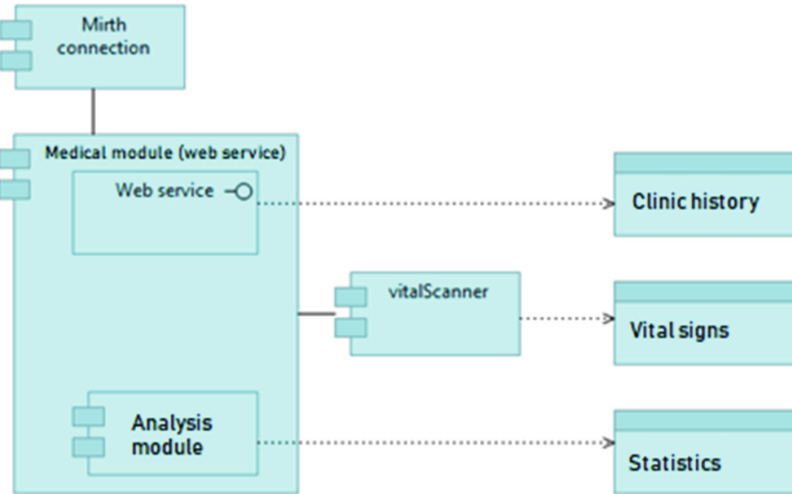 Mirth
connection
Medical module (web service)
Web service
Clinic history
vitalScanner
Vital signs
Analysis
module
Statistics